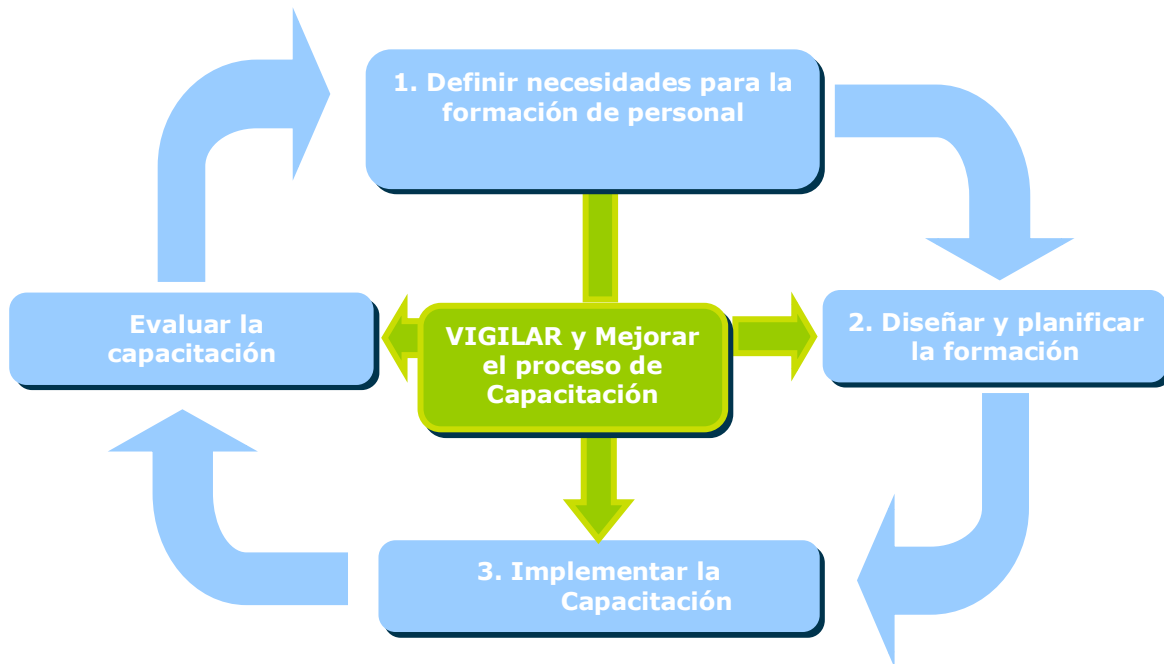 1. Definir necesidades para la
formación de personal
Evaluar la
capacitación
VIGILAR y Mejorar
el proceso de
Capacitación
2. Diseñar y planificar
la formación
3. Implementar la
Capacitación